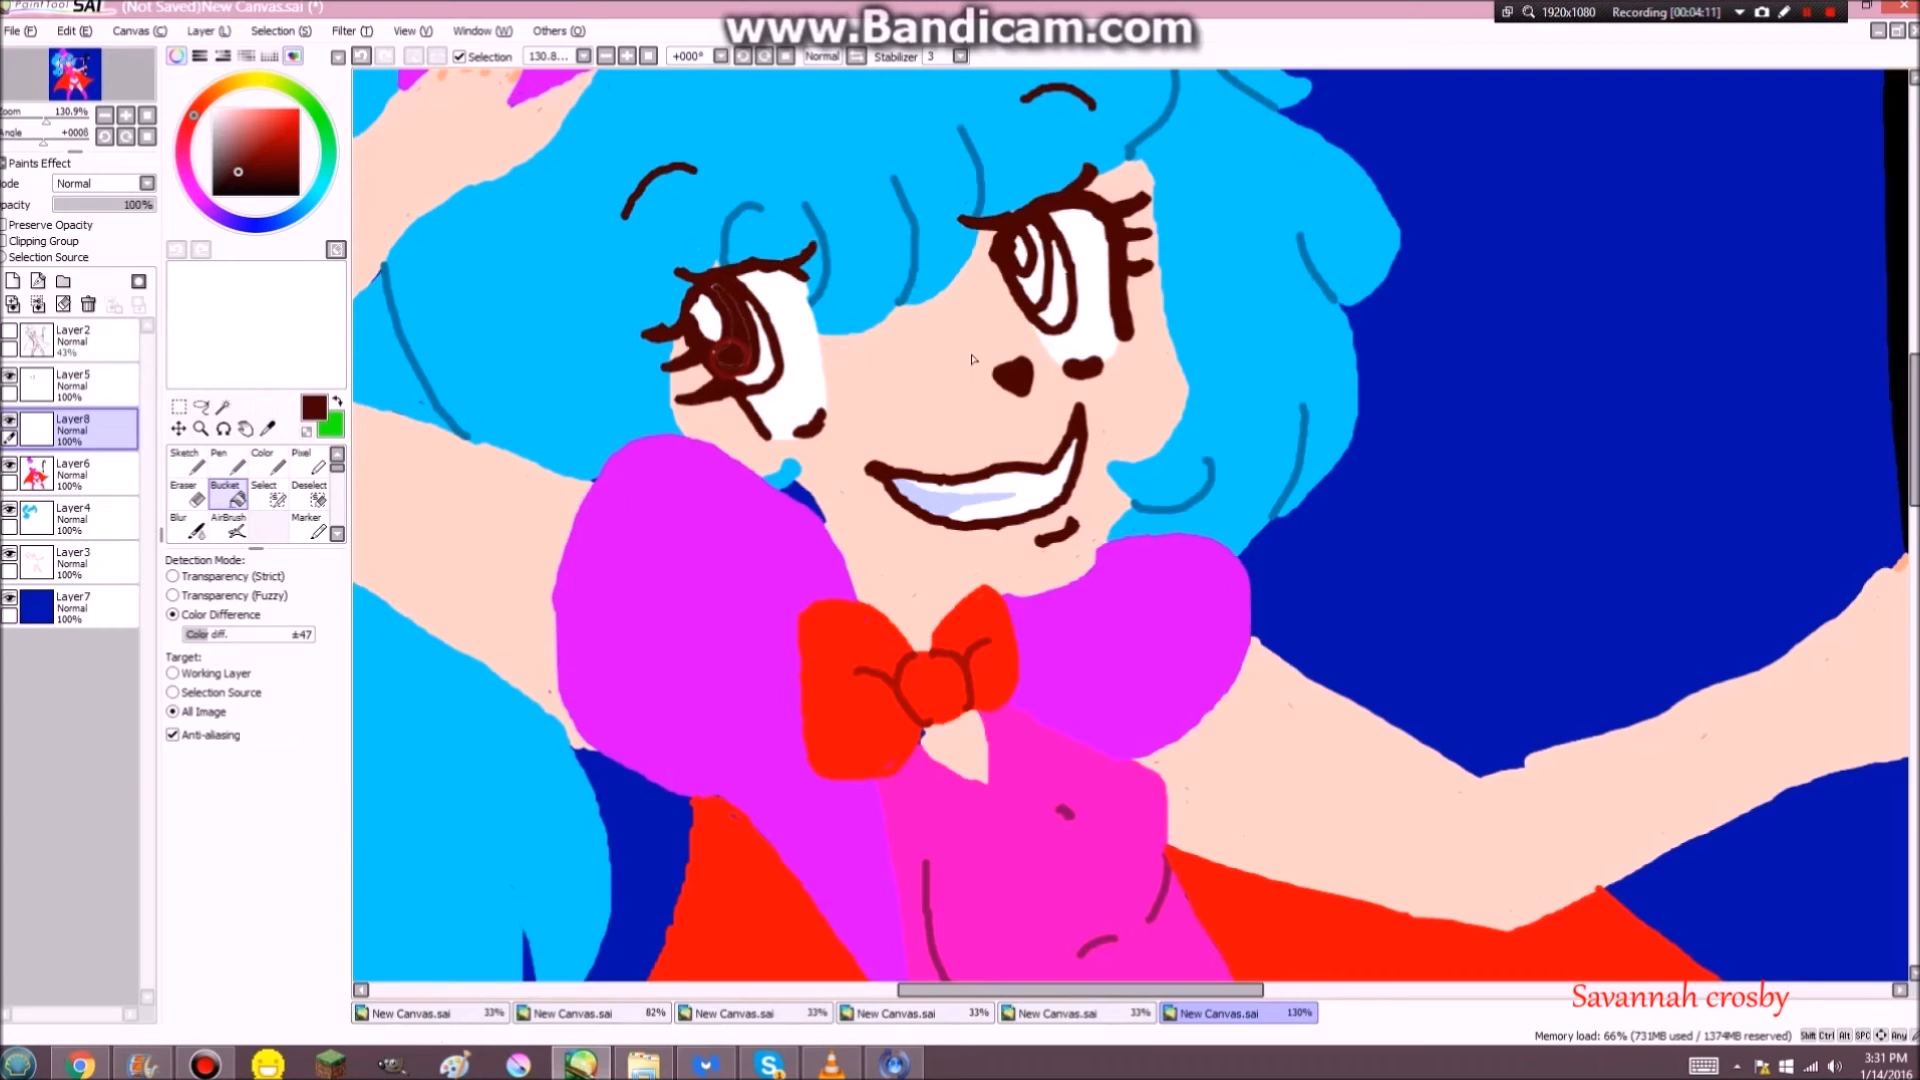 PaintTool SAI (Not Saved)New Canvas.sai (*)
www.Bandicam.com
1920x1080 Recording [00:04:11]
File (F) Edit (E) Canvas (C) Layer (L) Selection (S) Filter (T) View (V) Window (W) Others (O)
Selection 130.8... +000° Normal Stabilizer 3
Zoom 130.9%
Angle +000ß
Paints Effect
ode Normal
pacity 100%
Preserve Opacity
Clipping Group
Selection Source
Layer2
Normal
43%
Layer5
Normal
100%
Layer8
Normal
100%
Layer6
Normal
100%
Layer4
Normal
100%
Layer3
Normal
100%
Layer7
Normal
100%
Sketch Pen Color Pixel
Eraser Bucket Select Deselect
Blur AirBrush Marker
Detection Mode:
Transparency (Strict)
Transparency (Fuzzy)
Color Difference
Color diff. ±47
Target:
Working Layer
Selection Source
All Image
Anti-aliasing
Savannah crosby
New Canvas.sai 33% New Canvas.sai 82% New Canvas.sai 33% New Canvas.sai 33% New Canvas.sai 33% New Canvas.sai 130%
Memory load: 66% (731MB used / 1374MB reserved) Shift Ctrl Alt SPC Any
3:31 PM
1/14/2016